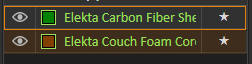 Elekta Carbon Fiber She
Elekta Couch Foam Cor